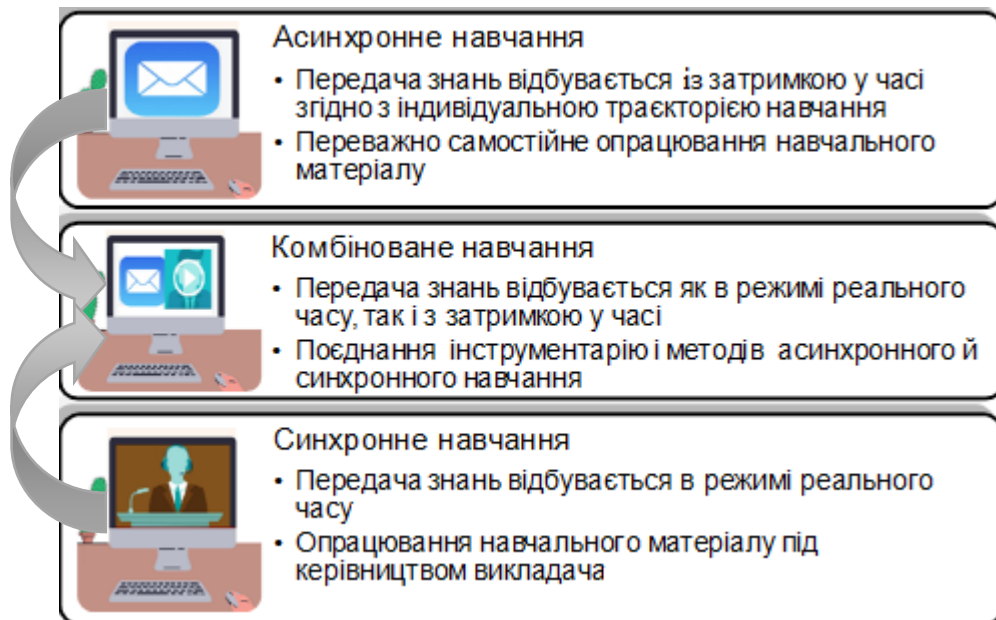 Асинхронне навчання
• Передача знань відбувається із затримкою у часі
згідно з індивідуальною траєкторією навчання
• Переважно самостійне опрацювання навчального
матеріалу
Комбіноване навчання
• Передача знань відбувається як в режимі реального
часу, так і з затримкою у часі
• Поєднання інструментарію і методів асинхронного й
синхронного навчання
Синхронне навчання
• Передача знань відбувається в режимі реального
часу
• Опрацювання навчального матеріалу під
керівництвом викладача